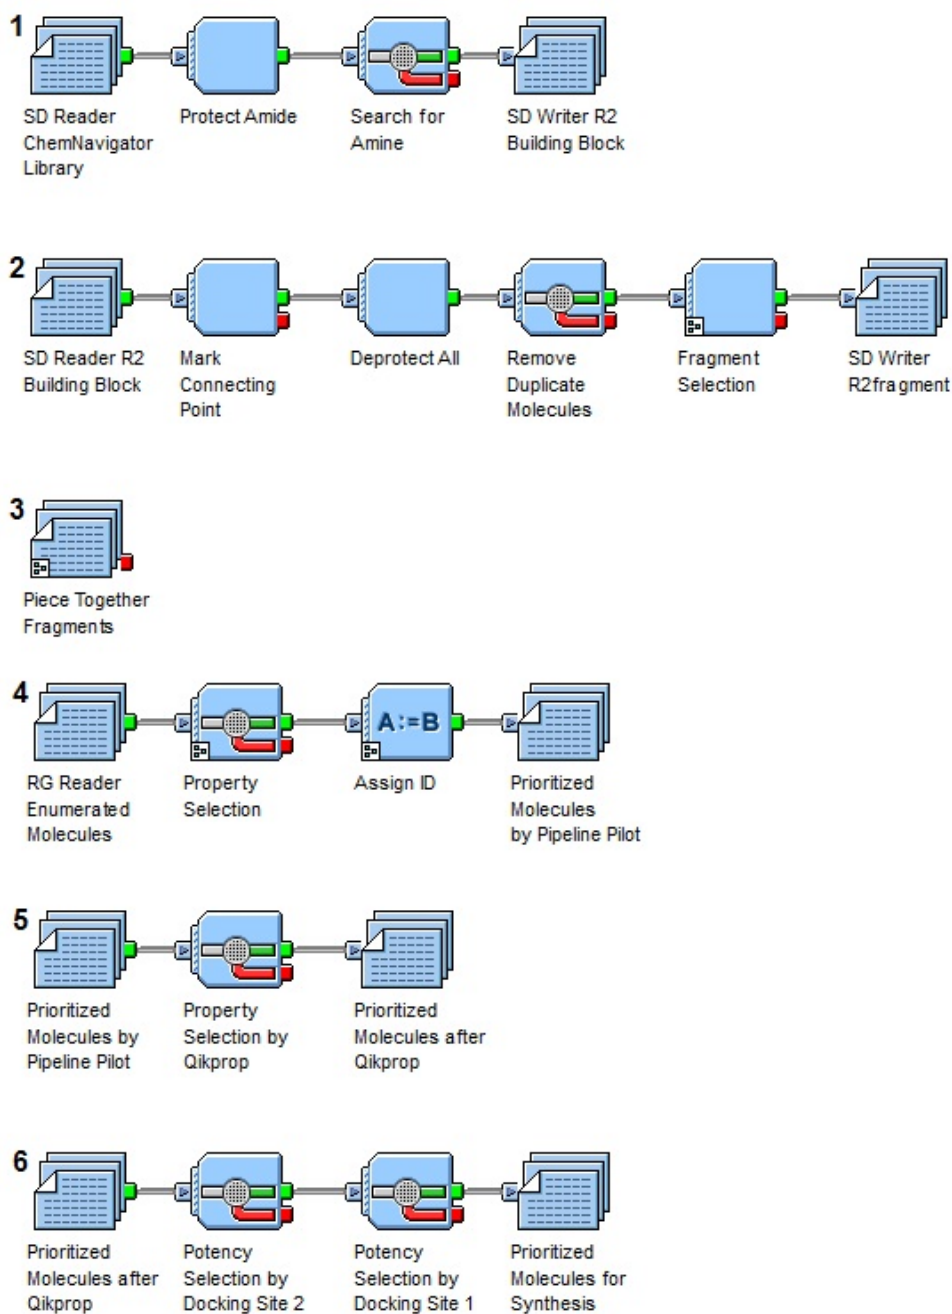 1
SD Reader
ChemNavigator
Library
Protect Amide
Search for
Amine
SD Writer R2
Building Block
2
SD Reader R2
Building Block
Mark
Connecting
Point
Deprotect All
Remove
Duplicate
Molecules
Fragment
Selection
SD Writer
R2fragment
3
Piece Together
Fragments
4
RG Reader
Enumerated
Molecules
Property
Selection
A:=B
Assign ID
Prioritized
Molecules
by Pipeline Pilot
5
Prioritized
Molecules by
Pipeline Pilot
Property
Selection by
Qikprop
Prioritized
Molecules after
Qikprop
6
Prioritized
Molecules after
Qikprop
Potency
Selection by
Docking Site 2
Potency
Selection by
Docking Site 1
Prioritized
Molecules for
Synthesis